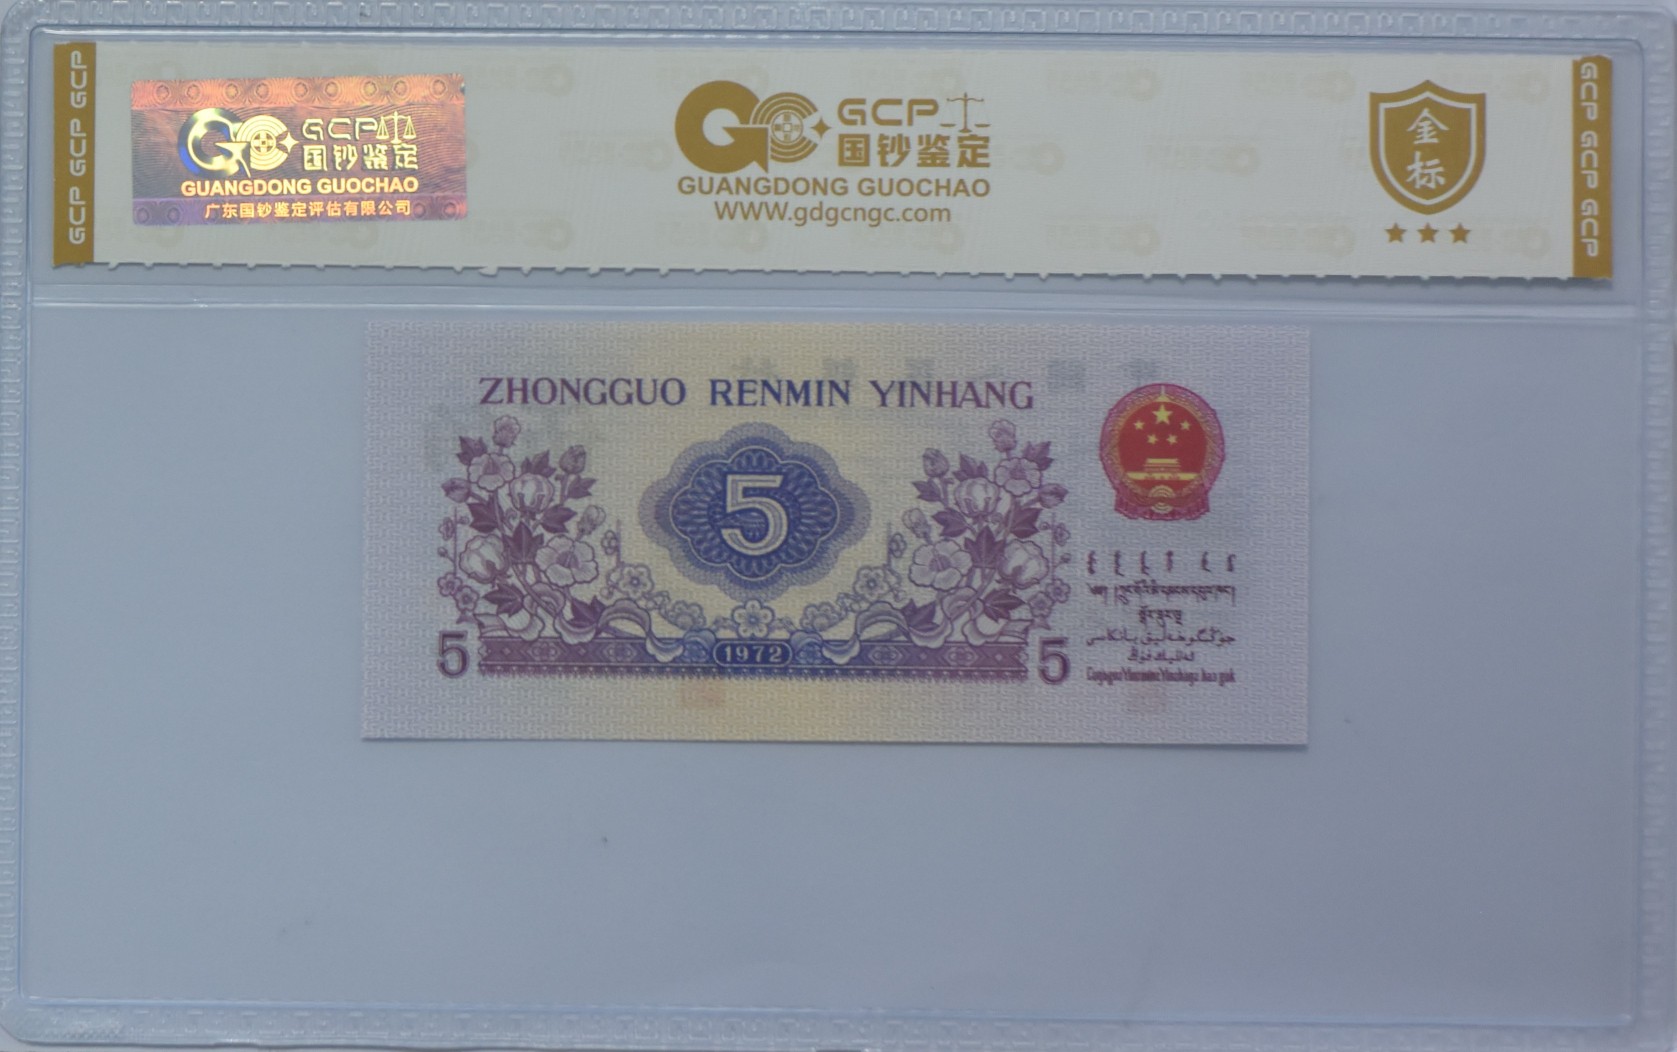 GCP GCP GCP
GCP
国钞鉴定
GUANGDONG GUOCHAO
广东国钞鉴定评估有限公司
GCP
国钞鉴定
GUANGDONG GUOCHAO
WWW.gdgcngc.com
金
标
GCP GCP GCP
ZHONGGUO RENMIN YINHANG
5
5
1972
5